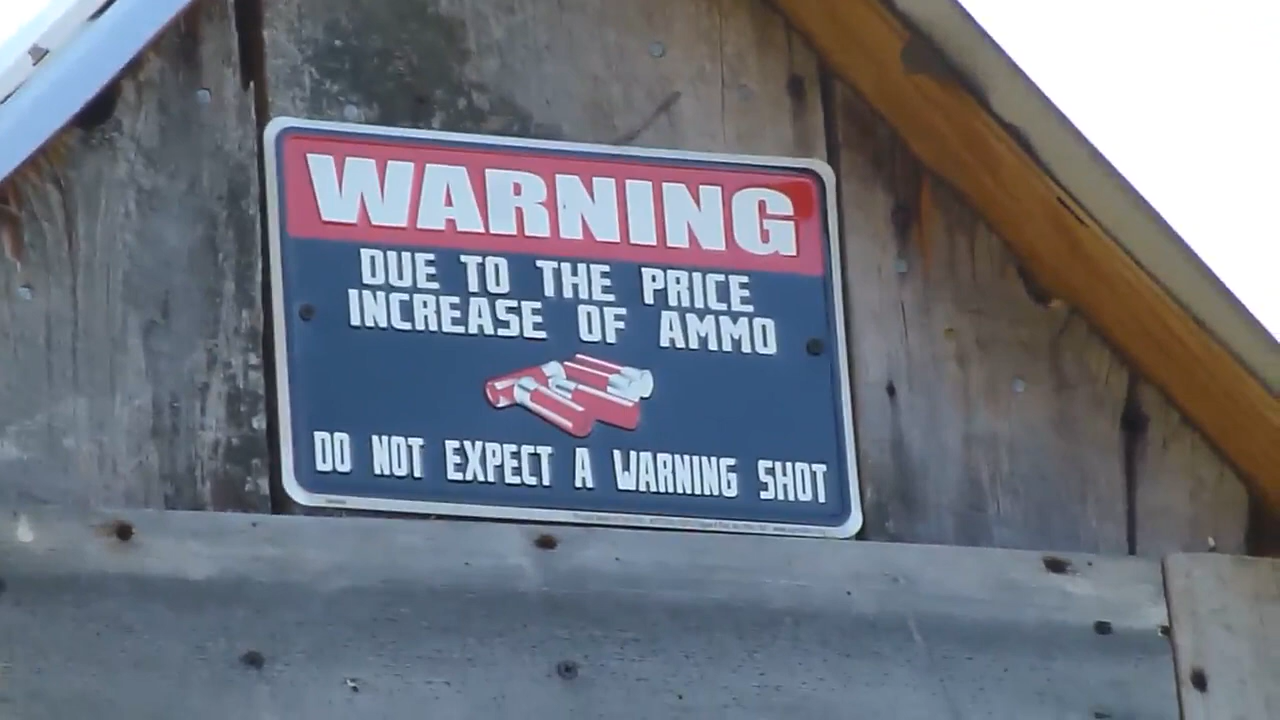 WARNING
DUE TO THE PRICE
INCREASE OF AMMO
DO NOT EXPECT A WARNING SHOT